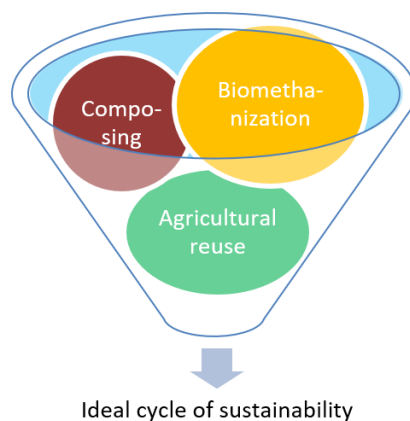 Compo-
sing
Biometha-
nization
Agricultural
reuse
Ideal cycle of sustainability